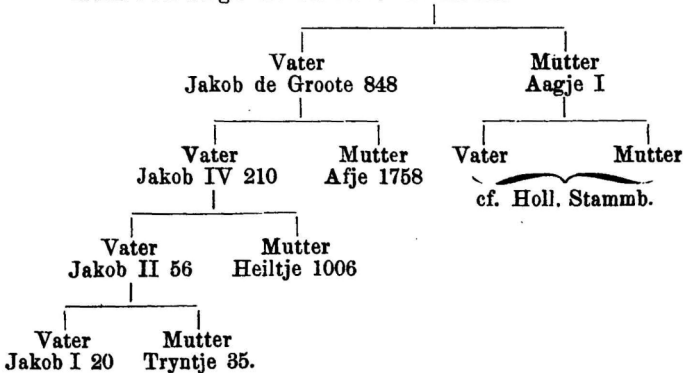 Vater Mutter
Jakob de Groote 848 Aagje I
Vater Mutter Vater Mutter
Jakob IV 210 Afje 1758
cf. Holl. Stammb.
Vater Mutter
Jakob II 56 Heiltje 1006
Vater Mutter
Jakob I 20 Tryntje 35.